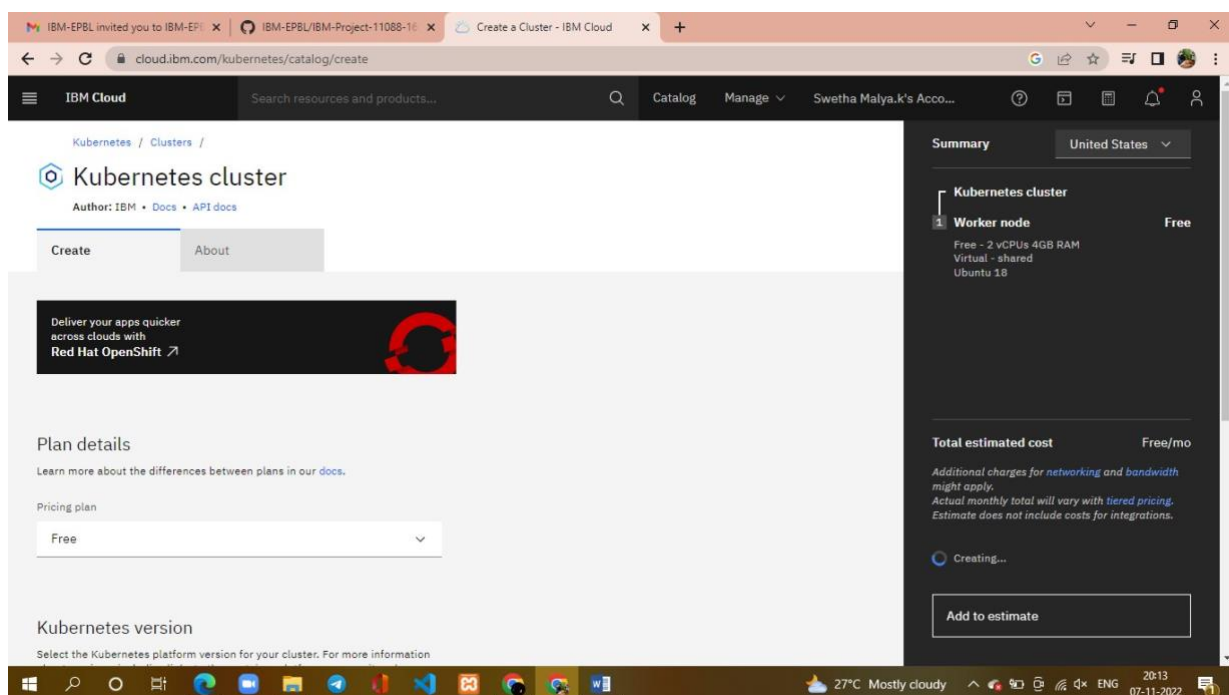 IBM-EPBL invited you to IBM-EPB
IBM-EPBL/IBM-Project-11088-16
Create a Cluster - IBM Cloud
cloud.ibm.com/kubernetes/catalog/create
IBM Cloud
Search resources and products...
Catalog
Manage
Swetha Malya.k's Acco...
Kubernetes / Clusters /
Kubernetes cluster
Author: IBM • Docs • API docs
Create
About
Deliver your apps quicker
across clouds with
Red Hat OpenShift
Plan details
Learn more about the differences between plans in our docs.
Pricing plan
Free
Kubernetes version
Select the Kubernetes platform version for your cluster. For more information
Summary
United States
Kubernetes cluster
1 Worker node Free
Free - 2 vCPUs 4GB RAM
Virtual - shared
Ubuntu 18
Total estimated cost Free/mo
Additional charges for networking and bandwidth
might apply.
Actual monthly total will vary with tiered pricing.
Estimate does not include costs for integrations.
Creating...
Add to estimate
27°C Mostly cloudy
ENG
20:13
07-11-2022